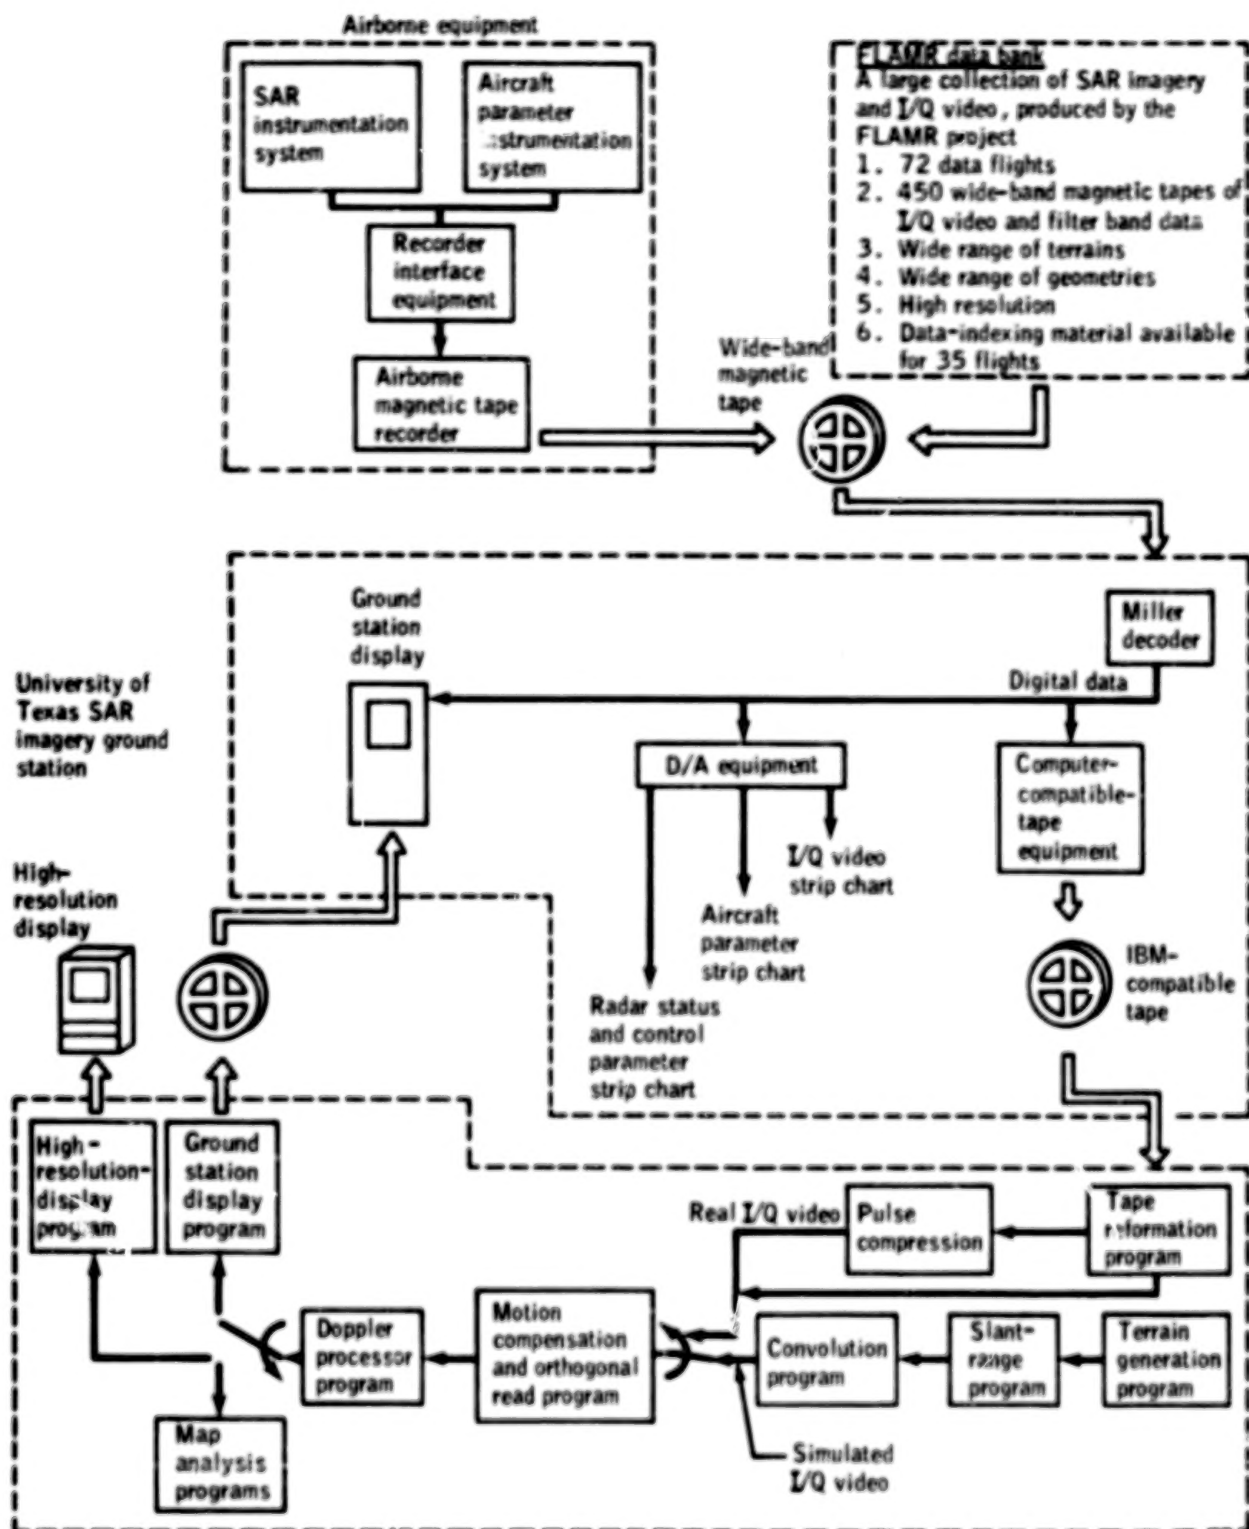 Airborne equipment
SAR
instrumentation
system
Aircraft
parameter
instrumentation
system
Recorder
interface
equipment
Airborne
magnetic tape
recorder
FLAMR data bank
A large collection of SAR imagery
and I/Q video, produced by the
FLAMR project
1. 72 data flights
2. 450 wide-band magnetic tapes of
I/Q video and filter band data
3. Wide range of terrains
4. Wide range of geometries
5. High resolution
6. Data-indexing material available
for 35 flights
Wide-band
magnetic
tape
Ground
station
display
Miller
decoder
Digital data
University of
Texas SAR
imagery ground
station
D/A equipment
Computer-
compatible-
tape
equipment
I/Q video
strip chart
Aircraft
parameter
strip chart
Radar status
and control
parameter
strip chart
IBM-
compatible
tape
High-
resolution
display
High-
resolution-
display
program
Ground
station
display
program
Real I/Q video
Pulse
compression
Tape
reformation
program
Motion
compensation
and orthogonal
read program
Doppler
processor
program
Convolution
program
Slant-
range
program
Terrain
generation
program
Map
analysis
programs
Simulated
I/Q video